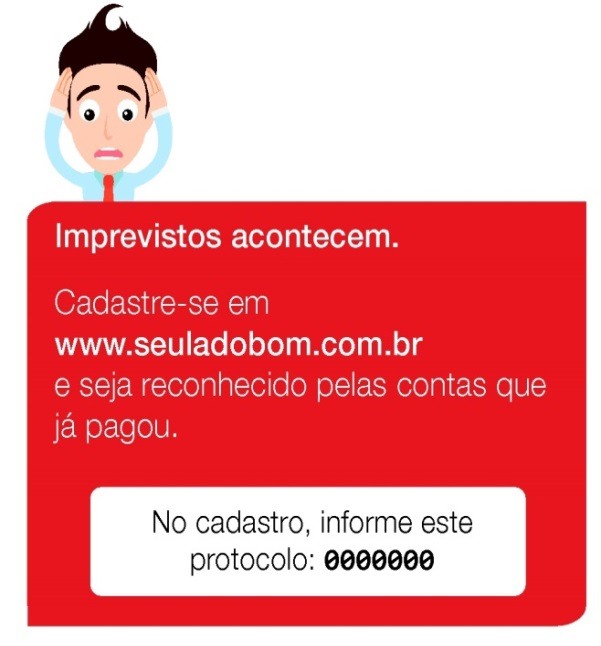 Imprevistos acontecem.
Cadastre-se em
www.seuladobom.com.br
e seja reconhecido pelas contas que
já pagou.
No cadastro, informe este
protocolo: 0000000